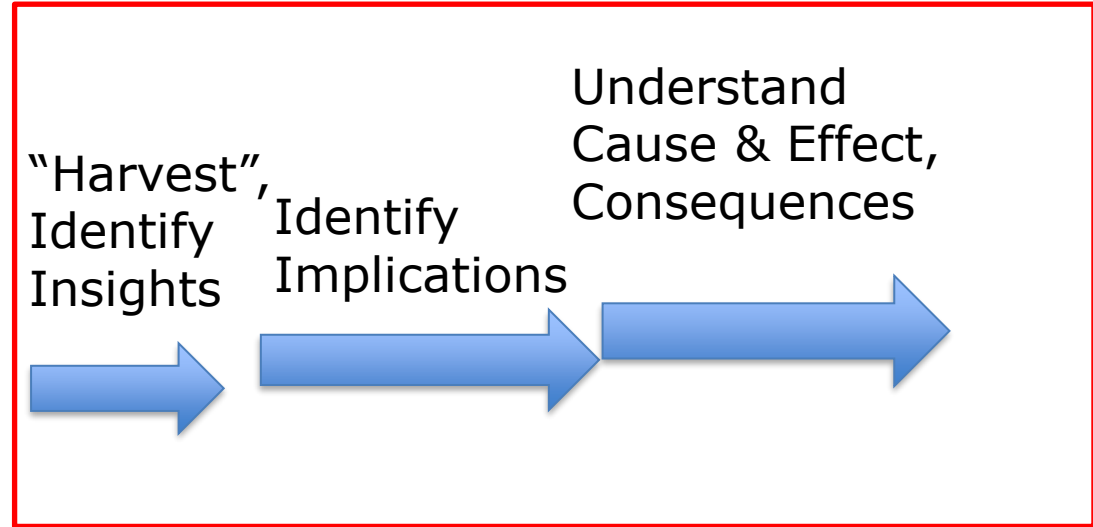 “Harvest”,
Identify
Insights
Identify
Implications
Understand
Cause & Effect,
Consequences